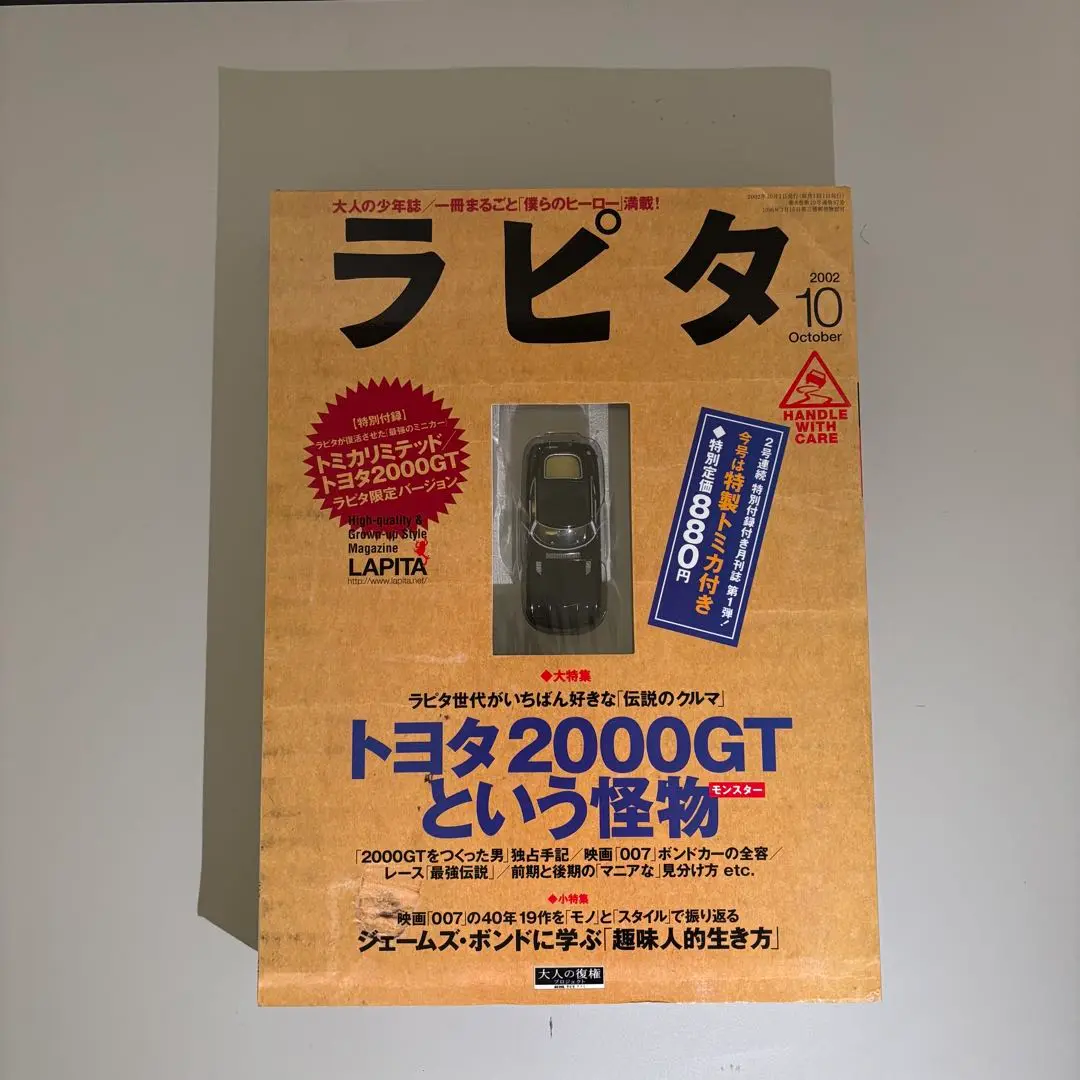 大人の少年誌/一冊まるごと「僕らのヒーロー」満載!
ラピタ
2002
10
October
HANDLE
WITH
CARE
【特別付録】
ラピタが復活させた「最強のミニカー」
トミカリミテッド/
トヨタ2000GT
ラピタ限定バージョン
High-quality &
Grown-up Style
Magazine
LAPITA
http://www.lapita.net/
2号連続 特別付録付き月刊誌 第1弾!
今号は特製トミカ付き
◆特別定価880円
◆大特集
ラピタ世代がいちばん好きな「伝説のクルマ」
トヨタ2000GT
という怪物
モンスター
「2000GTをつくった男」独占手記/映画「007」ボンドカーの全容/
レース「最強伝説」/前期と後期の「マニアな」見分け方 etc.
◆小特集
映画「007」の40年19作を「モノ」と「スタイル」で振り返る
ジェームズ・ボンドに学ぶ「趣味人的生き方」
大人の復権
プロジェクト